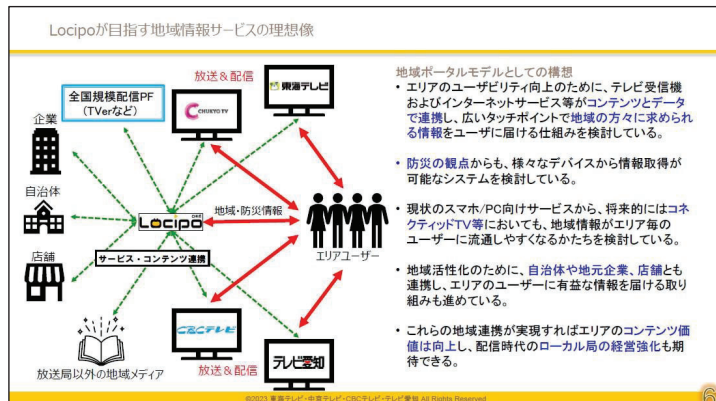 Locipoが目指す地域情報サービスの理想像
放送＆配信
全国規模配信PF
(TVerなど)
CHUKYO TV
東海テレビ
企業
自治体
店舗
Locipo
地域・防災情報
エリアユーザー
サービス・コンテンツ連携
CBCテレビ
テレビ愛知
放送＆配信
放送局以外の地域メディア
地域ポータルモデルとしての構想
• エリアのユーザビリティ向上のために、テレビ受信機
およびインターネットサービス等がコンテンツとデータ
で連携し、広いタッチポイントで地域の方々に求められ
る情報をユーザに届ける仕組みを検討している。
• 防災の観点からも、様々なデバイスから情報取得が
可能なシステムを検討している。
• 現状のスマホ/PC向けサービスから、将来的にはコネ
クティッドTV等においても、地域情報がエリア毎の
ユーザーに流通しやすくなるかたちを検討している。
• 地域活性化のために、自治体や地元企業、店舗とも
連携し、エリアのユーザーに有益な情報を届ける取り
組みも進めている。
• これらの地域連携が実現すればエリアのコンテンツ価
値は向上し、配信時代のローカル局の経営強化も期
待できる。
©2023 東海テレビ・中京テレビ・CBCテレビ・テレビ愛知 All Rights Reserved
6